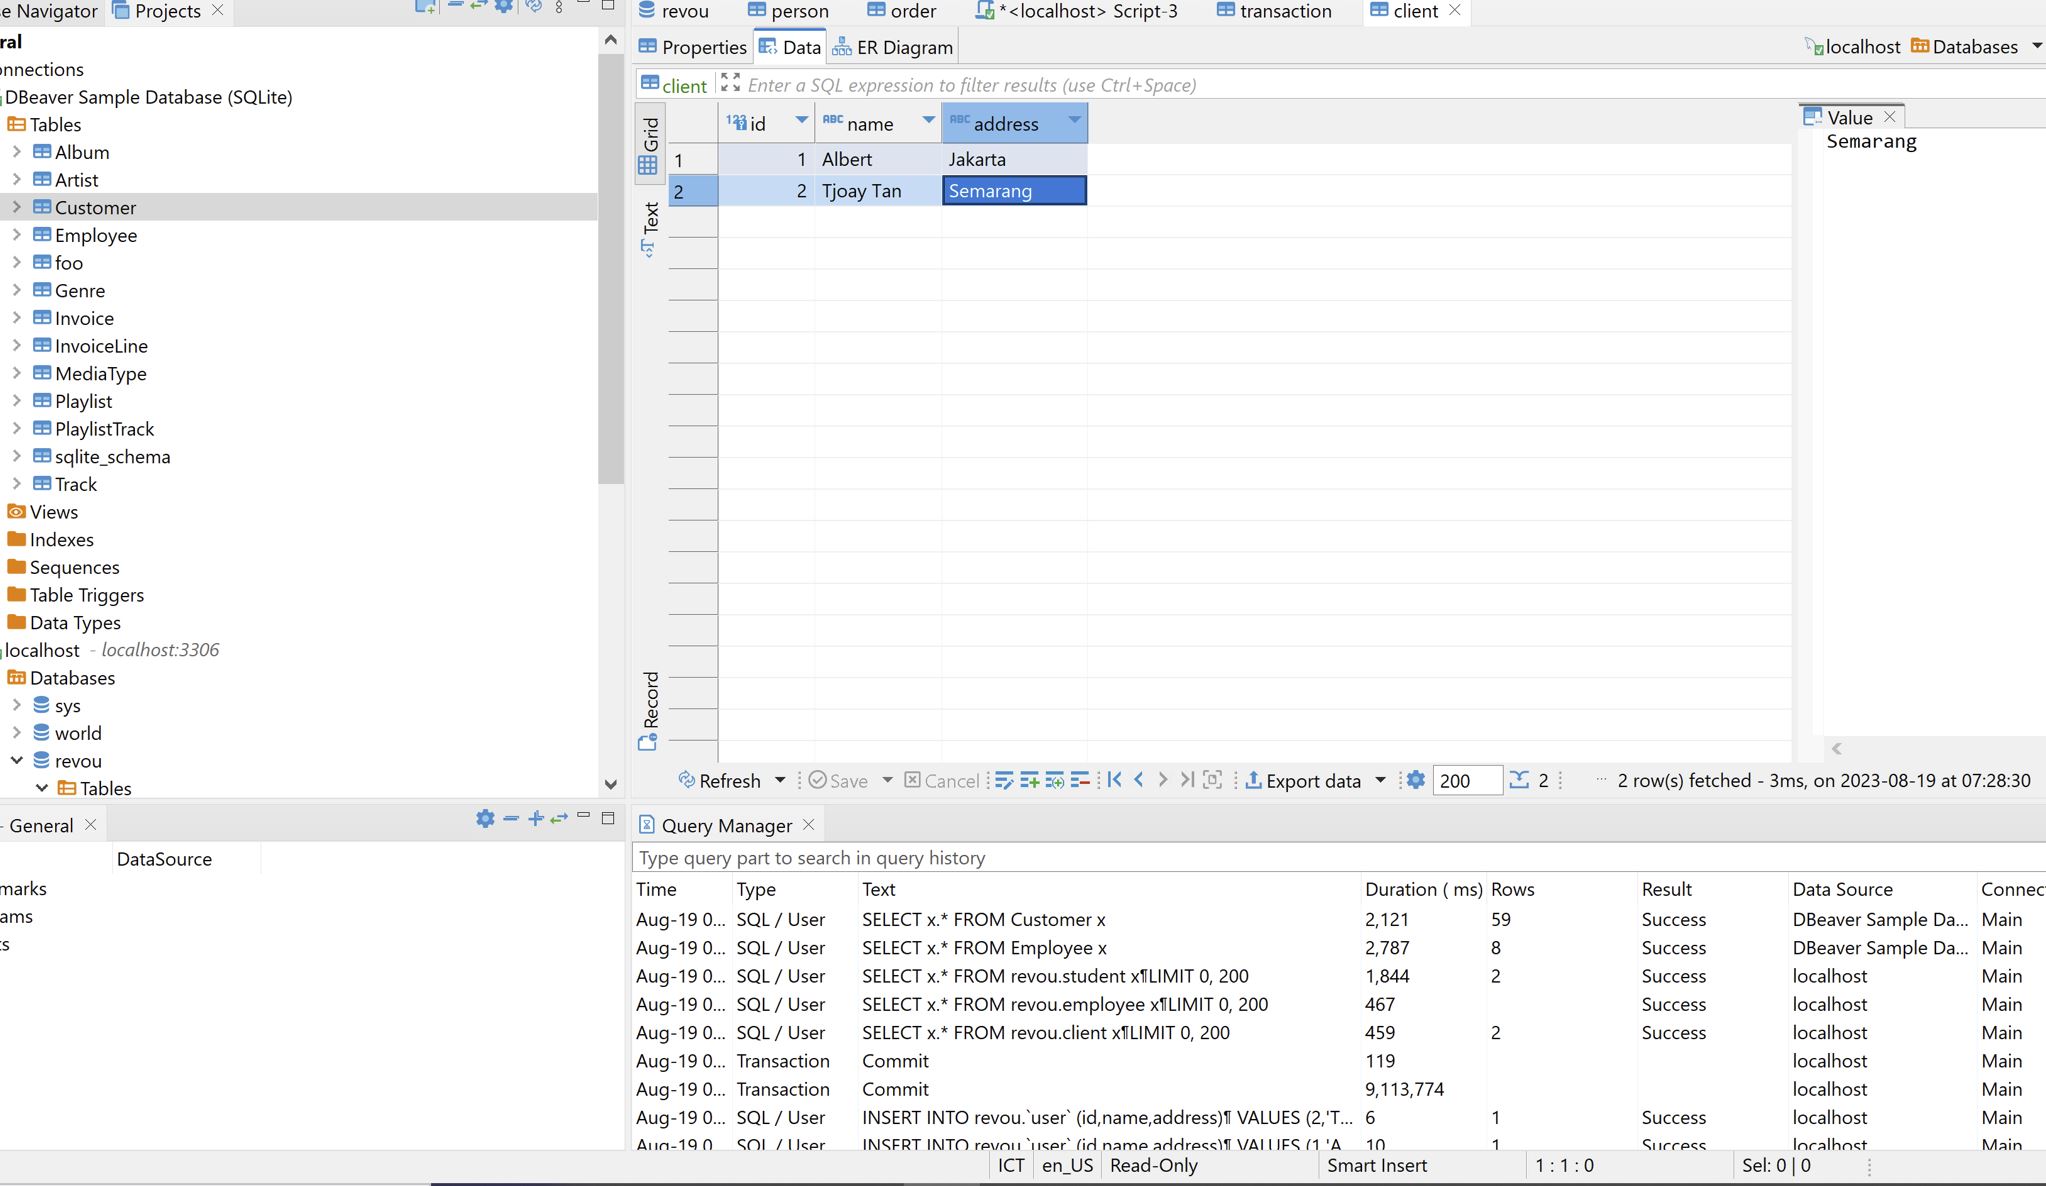 se Navigator Projects
ral
onnections
DBeaver Sample Database (SQLite)
Tables
Album
Artist
Customer
Employee
foo
Genre
Invoice
InvoiceLine
MediaType
Playlist
PlaylistTrack
sqlite_schema
Track
Views
Indexes
Sequences
Table Triggers
Data Types
localhost - localhost:3306
Databases
sys
world
revou
Tables
- General
DataSource
marks
ams
ts
revou person order *<localhost> Script-3 transaction client
Properties Data ER Diagram localhost Databases
client Enter a SQL expression to filter results (use Ctrl+Space)
Grid
Text
Record
123 id ABC name ABC address
1 1 Albert Jakarta
2 2 Tjoay Tan Semarang
Value
Semarang
Refresh Save Cancel Export data 200 2 ... 2 row(s) fetched - 3ms, on 2023-08-19 at 07:28:30
Query Manager
Type query part to search in query history
Time Type Text Duration ( ms) Rows Result Data Source Connec
Aug-19 0... SQL / User SELECT x.* FROM Customer x 2,121 59 Success DBeaver Sample Da... Main
Aug-19 0... SQL / User SELECT x.* FROM Employee x 2,787 8 Success DBeaver Sample Da... Main
Aug-19 0... SQL / User SELECT x.* FROM revou.student x¶LIMIT 0, 200 1,844 2 Success localhost Main
Aug-19 0... SQL / User SELECT x.* FROM revou.employee x¶LIMIT 0, 200 467 Success localhost Main
Aug-19 0... SQL / User SELECT x.* FROM revou.client x¶LIMIT 0, 200 459 2 Success localhost Main
Aug-19 0... Transaction Commit 119 localhost Main
Aug-19 0... Transaction Commit 9,113,774 localhost Main
Aug-19 0... SQL / User INSERT INTO revou.`user` (id,name,address)¶ VALUES (2,'T... 6 1 Success localhost Main
Aug-19 0... SQL / User INSERT INTO revou.`user` (id,name,address)¶ VALUES (1,'A... 10 1 Success localhost Main
ICT en_US Read-Only Smart Insert 1 : 1 : 0 Sel: 0 | 0